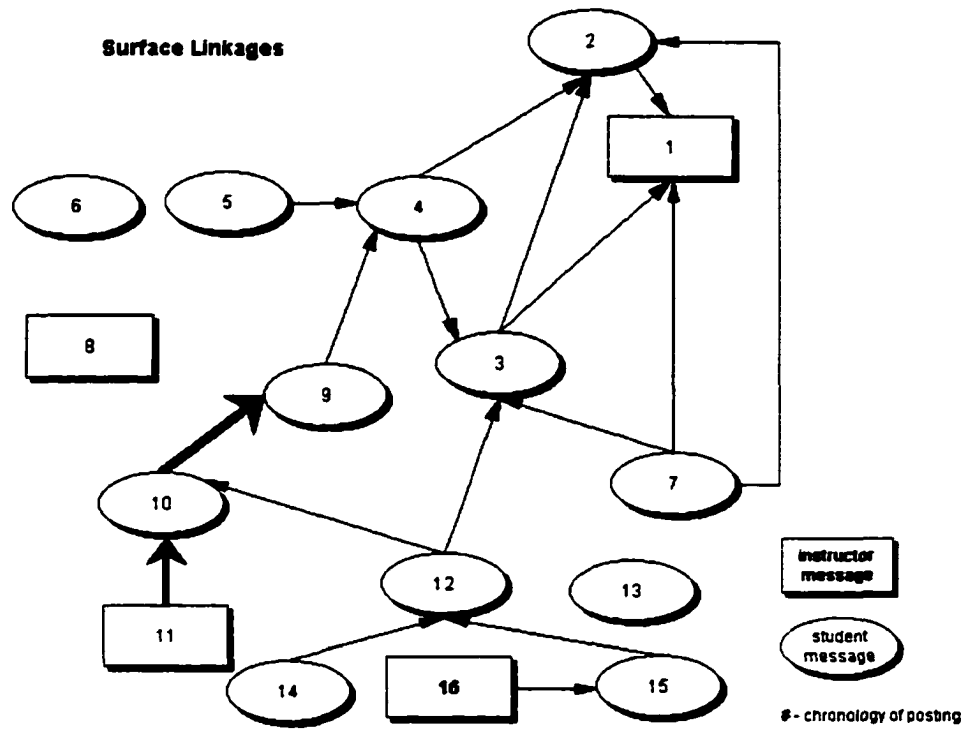 Surface Linkages
2
1
6
5
4
8
3
9
10
7
12
13
11
14
16
15
instructor
message
student
message
# - chronology of posting